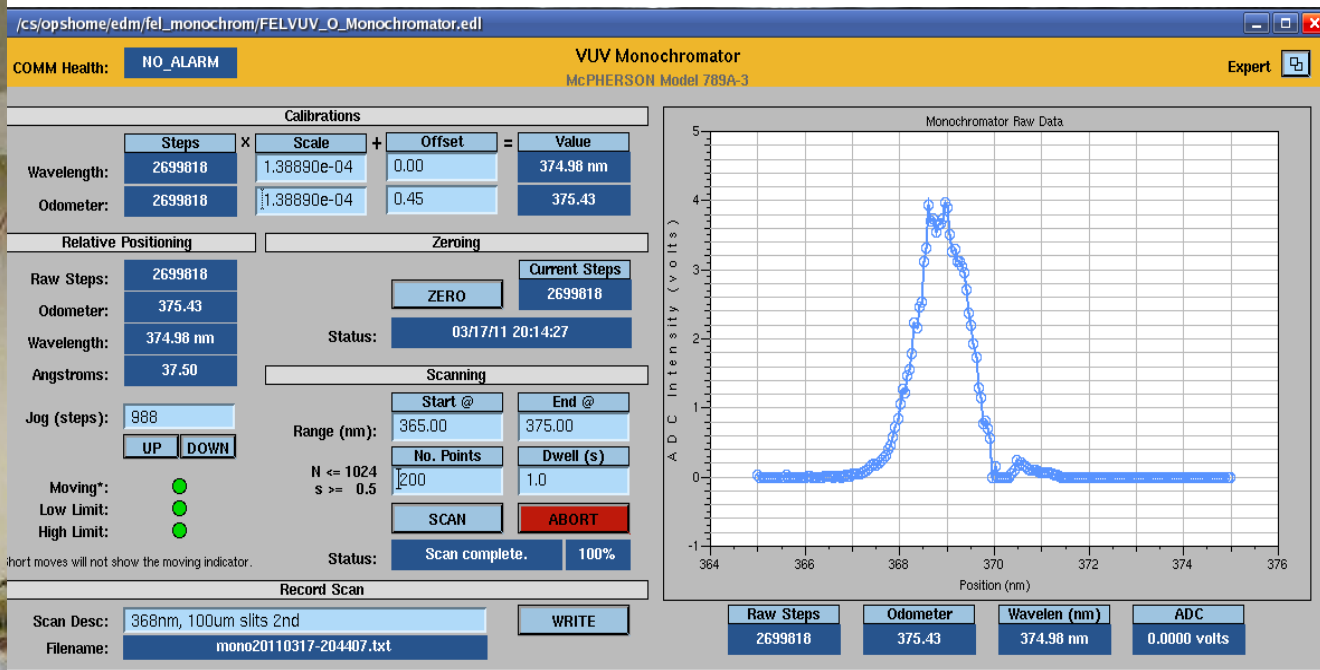 /cs/opshome/edm/fel_monochrom/FELVUV_O_Monochromator.edl
COMM Health: NO_ALARM
VUV Monochromator
McPHERSON Model 789A-3
Expert
Calibrations
Steps X Scale + Offset = Value
Wavelength: 2699818 1.38890e-04 0.00 374.98 nm
Odometer: 2699818 1.38890e-04 0.45 375.43
Relative Positioning
Raw Steps: 2699818
Odometer: 375.43
Wavelength: 374.98 nm
Angstroms: 37.50
Jog (steps): 988
UP DOWN
Moving*:
Low Limit:
High Limit:
hort moves will not show the moving indicator.
Zeroing
Current Steps
ZERO 2699818
Status: 03/17/11 20:14:27
Scanning
Start @ End @
Range (nm): 365.00 375.00
No. Points Dwell (s)
N <= 1024
s >= 0.5
200 1.0
SCAN ABORT
Status: Scan complete. 100%
Record Scan
Scan Desc: 368nm, 100um slits 2nd WRITE
Filename: mono20110317-204407.txt
Monochromator Raw Data
ADC Intensity (volts)
5
4
3
2
1
0
-1
364 366 368 370 372 374 376
Position (nm)
Raw Steps Odometer Wavelen (nm) ADC
2699818 375.43 374.98 nm 0.0000 volts